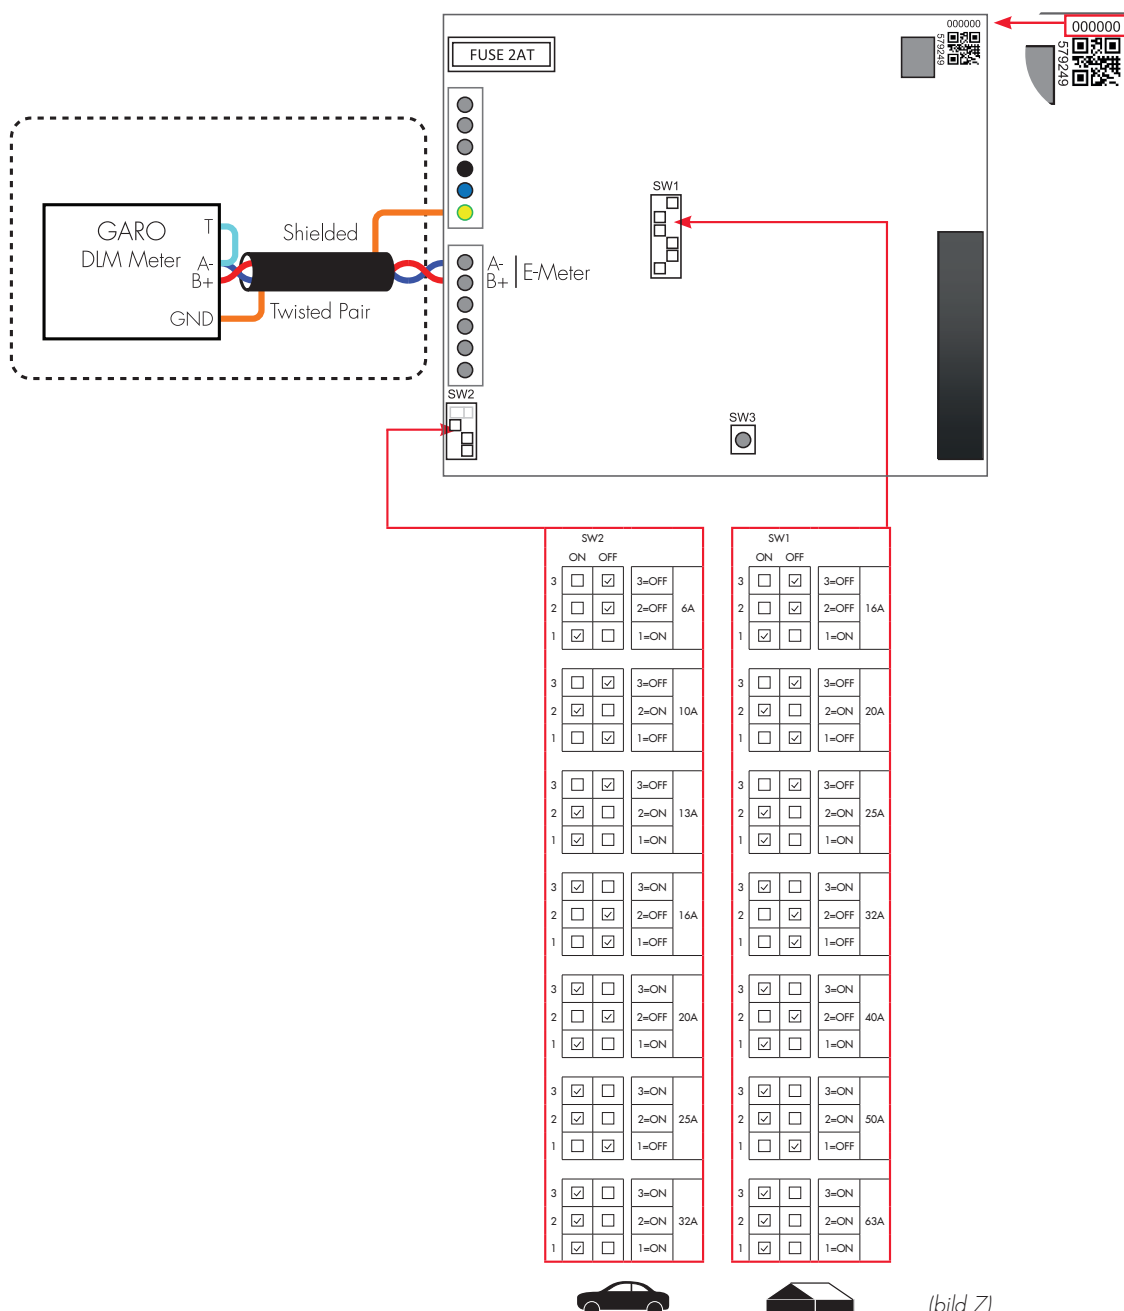 000000
579249
000000
579249
FUSE 2AT
SW1
GARO
DLM Meter
T
A-
B+
GND
Shielded
Twisted Pair
A-
B+
E-Meter
SW2
SW3
SW2
ON OFF
3 3=OFF
2 2=OFF 6A
1 1=ON
3 3=OFF
2 2=ON 10A
1 1=OFF
3 3=OFF
2 2=ON 13A
1 1=ON
3 3=ON
2 2=OFF 16A
1 1=OFF
3 3=ON
2 2=OFF 20A
1 1=ON
3 3=ON
2 2=ON 25A
1 1=OFF
3 3=ON
2 2=ON 32A
1 1=ON
SW1
ON OFF
3 3=OFF
2 2=OFF 16A
1 1=ON
3 3=OFF
2 2=ON 20A
1 1=OFF
3 3=OFF
2 2=ON 25A
1 1=ON
3 3=ON
2 2=OFF 32A
1 1=OFF
3 3=ON
2 2=OFF 40A
1 1=ON
3 3=ON
2 2=ON 50A
1 1=OFF
3 3=ON
2 2=ON 63A
1 1=ON
(bild 7)